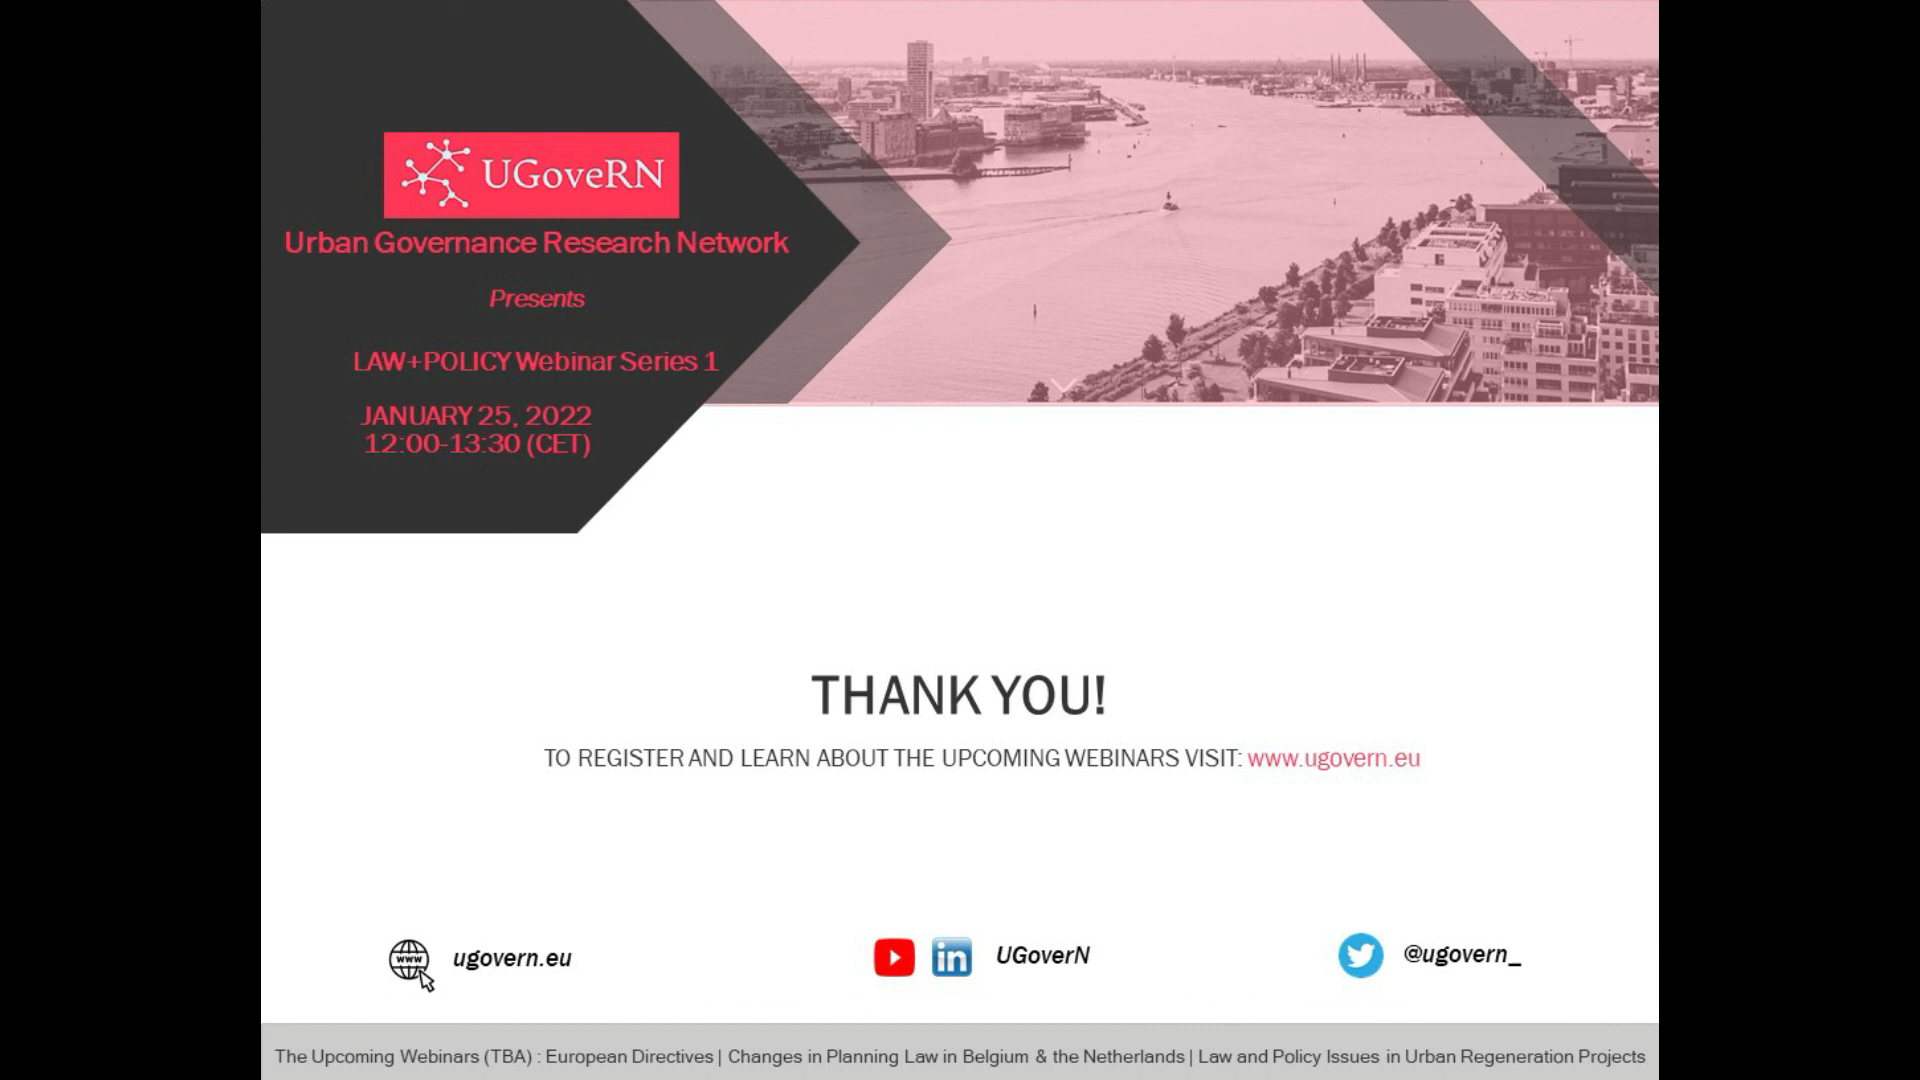 UGoveRN
Urban Governance Research Network
Presents
LAW+POLICY Webinar Series 1
JANUARY 25, 2022
12:00-13:30 (CET)
THANK YOU!
TO REGISTER AND LEARN ABOUT THE UPCOMING WEBINARS VISIT: www.ugovern.eu
www
ugovern.eu
in
UGoverN
@ugovern_
The Upcoming Webinars (TBA) : European Directives | Changes in Planning Law in Belgium & the Netherlands | Law and Policy Issues in Urban Regeneration Projects